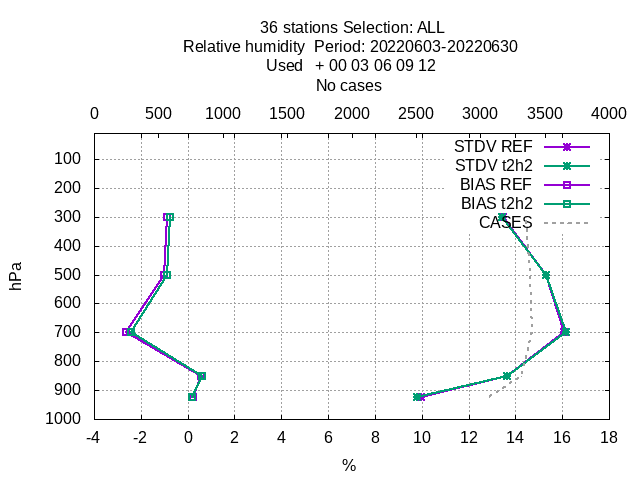 36 stations Selection: ALL
Relative humidity  Period: 20220603-20220630
Used   + 00 03 06 09 12
No cases
0 500 1000 1500 2000 2500 3000 3500 4000
STDV REF
STDV t2h2
BIAS REF
BIAS t2h2
CASES
100
200
300
400
500
600
700
800
900
1000
hPa
-4 -2 0 2 4 6 8 10 12 14 16 18
%